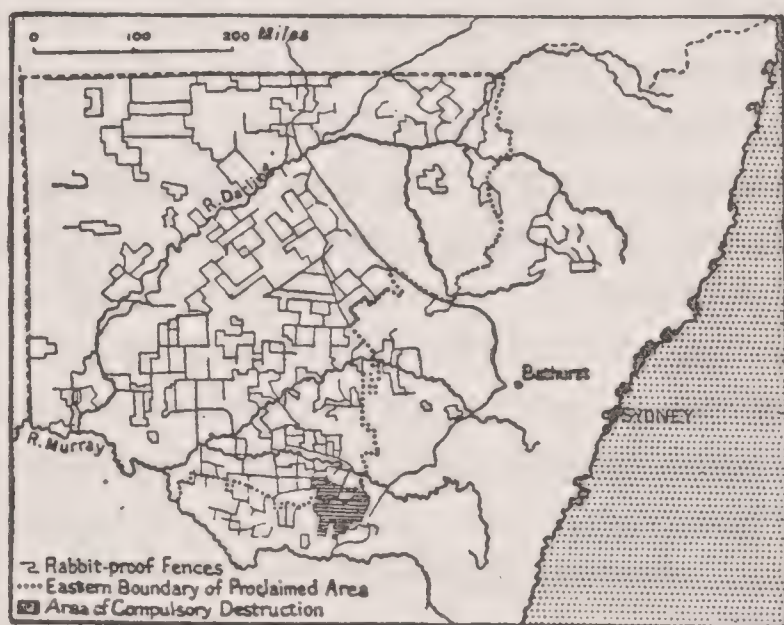 0 100 200 Miles
R. Darling
Bathurst
SYDNEY
R. Murray
Rabbit-proof Fences
Eastern Boundary of Proclaimed Area
Area of Compulsory Destruction